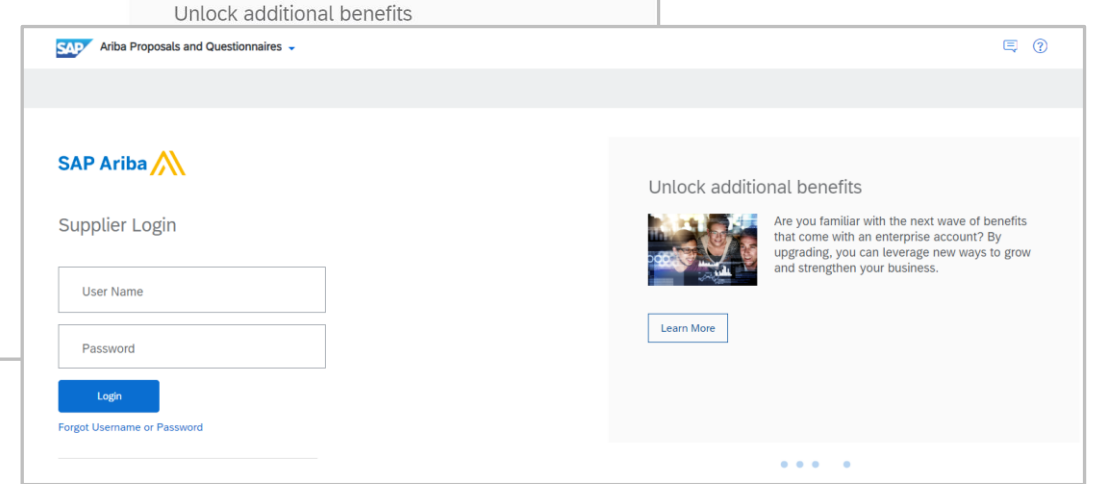 Unlock additional benefits
SAP Ariba Proposals and Questionnaires
SAP Ariba
Supplier Login
User Name
Password
Login
Forgot Username or Password
Unlock additional benefits
Are you familiar with the next wave of benefits
that come with an enterprise account? By
upgrading, you can leverage new ways to grow
and strengthen your business.
Learn More